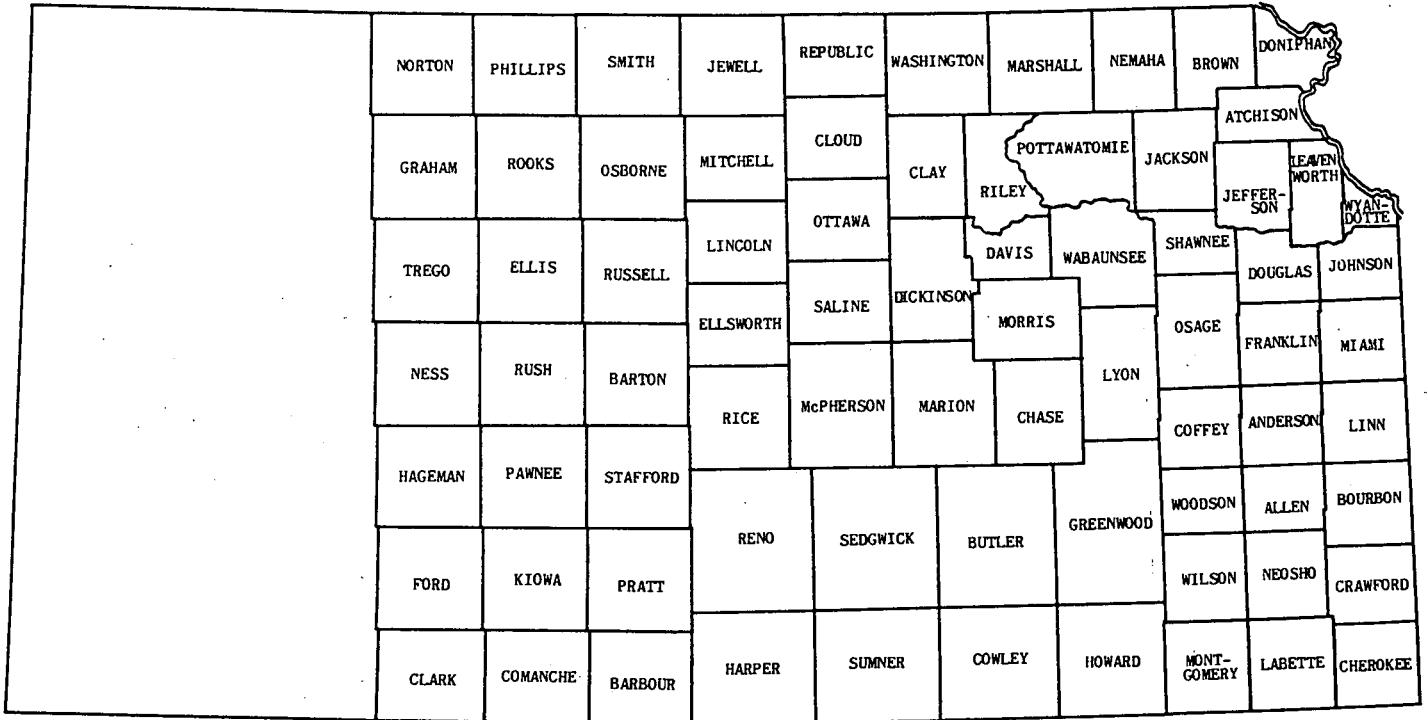 NORTON
PHILLIPS
SMITH
JEWELL
REPUBLIC
WASHINGTON
MARSHALL
NEMAHA
BROWN
DONIPHAN
ATCHISON
GRAHAM
ROOKS
OSBORNE
MITCHELL
CLOUD
CLAY
RILEY
POTTAWATOMIE
JACKSON
JEFFER-
SON
LEAVEN
WORTH
WYAN-
DOTTE
TREGO
ELLIS
RUSSELL
LINCOLN
OTTAWA
DAVIS
WABAUNSEE
SHAWNEE
DOUGLAS
JOHNSON
ELLSWORTH
SALINE
DICKINSON
MORRIS
OSAGE
FRANKLIN
MIAMI
NESS
RUSH
BARTON
RICE
McPHERSON
MARION
CHASE
LYON
COFFEY
ANDERSON
LINN
HAGEMAN
PAWNEE
STAFFORD
RENO
SEDGWICK
BUTLER
GREENWOOD
WOODSON
ALLEN
BOURBON
FORD
KIOWA
PRATT
WILSON
NEOSHO
CRAWFORD
CLARK
COMANCHE
BARBOUR
HARPER
SUMNER
COWLEY
HOWARD
MONT-
GOMERY
LABETTE
CHEROKEE